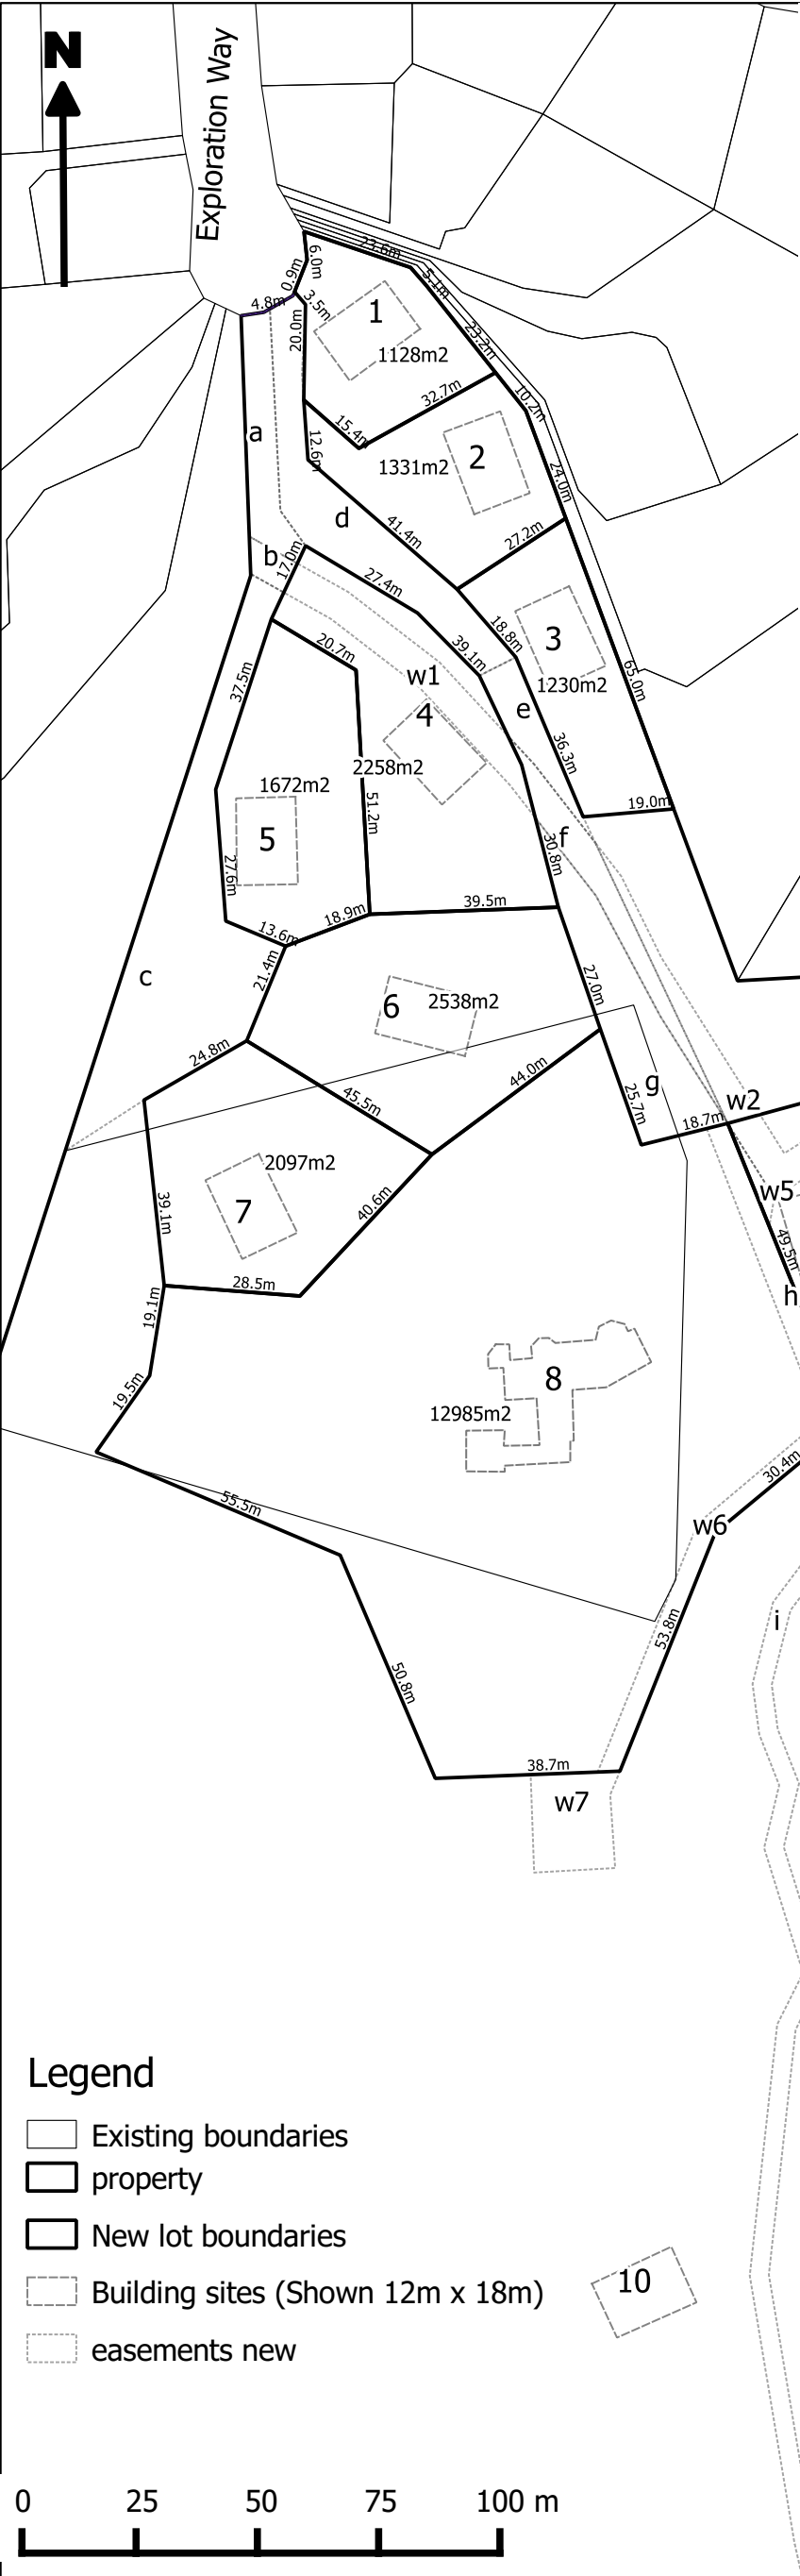 N
Exploration Way
23.6m
6.0m
5.1m
0.9m
3.5m
4.8m
1
20.0m
23.2m
1128m2
32.7m
10.2m
15.4m
a
12.6m
1331m2
2
24.0m
d
41.4m
27.2m
b
17.0m
27.4m
18.8m
3
39.1m
20.7m
65.0m
w1
1230m2
37.5m
e
4
36.3m
2258m2
1672m2
19.0m
51.2m
5
f
30.8m
27.6m
39.5m
18.9m
13.6m
21.4m
c
27.0m
6
2538m2
24.8m
44.0m
g
45.5m
25.7m
w2
18.7m
2097m2
w5
7
39.1m
40.6m
49.5m
28.5m
h
19.1m
8
19.5m
12985m2
30.4m
55.5m
w6
i
53.8m
50.8m
38.7m
w7
Legend
Existing boundaries
property
New lot boundaries
10
Building sites (Shown 12m x 18m)
easements new
0 25 50 75 100 m